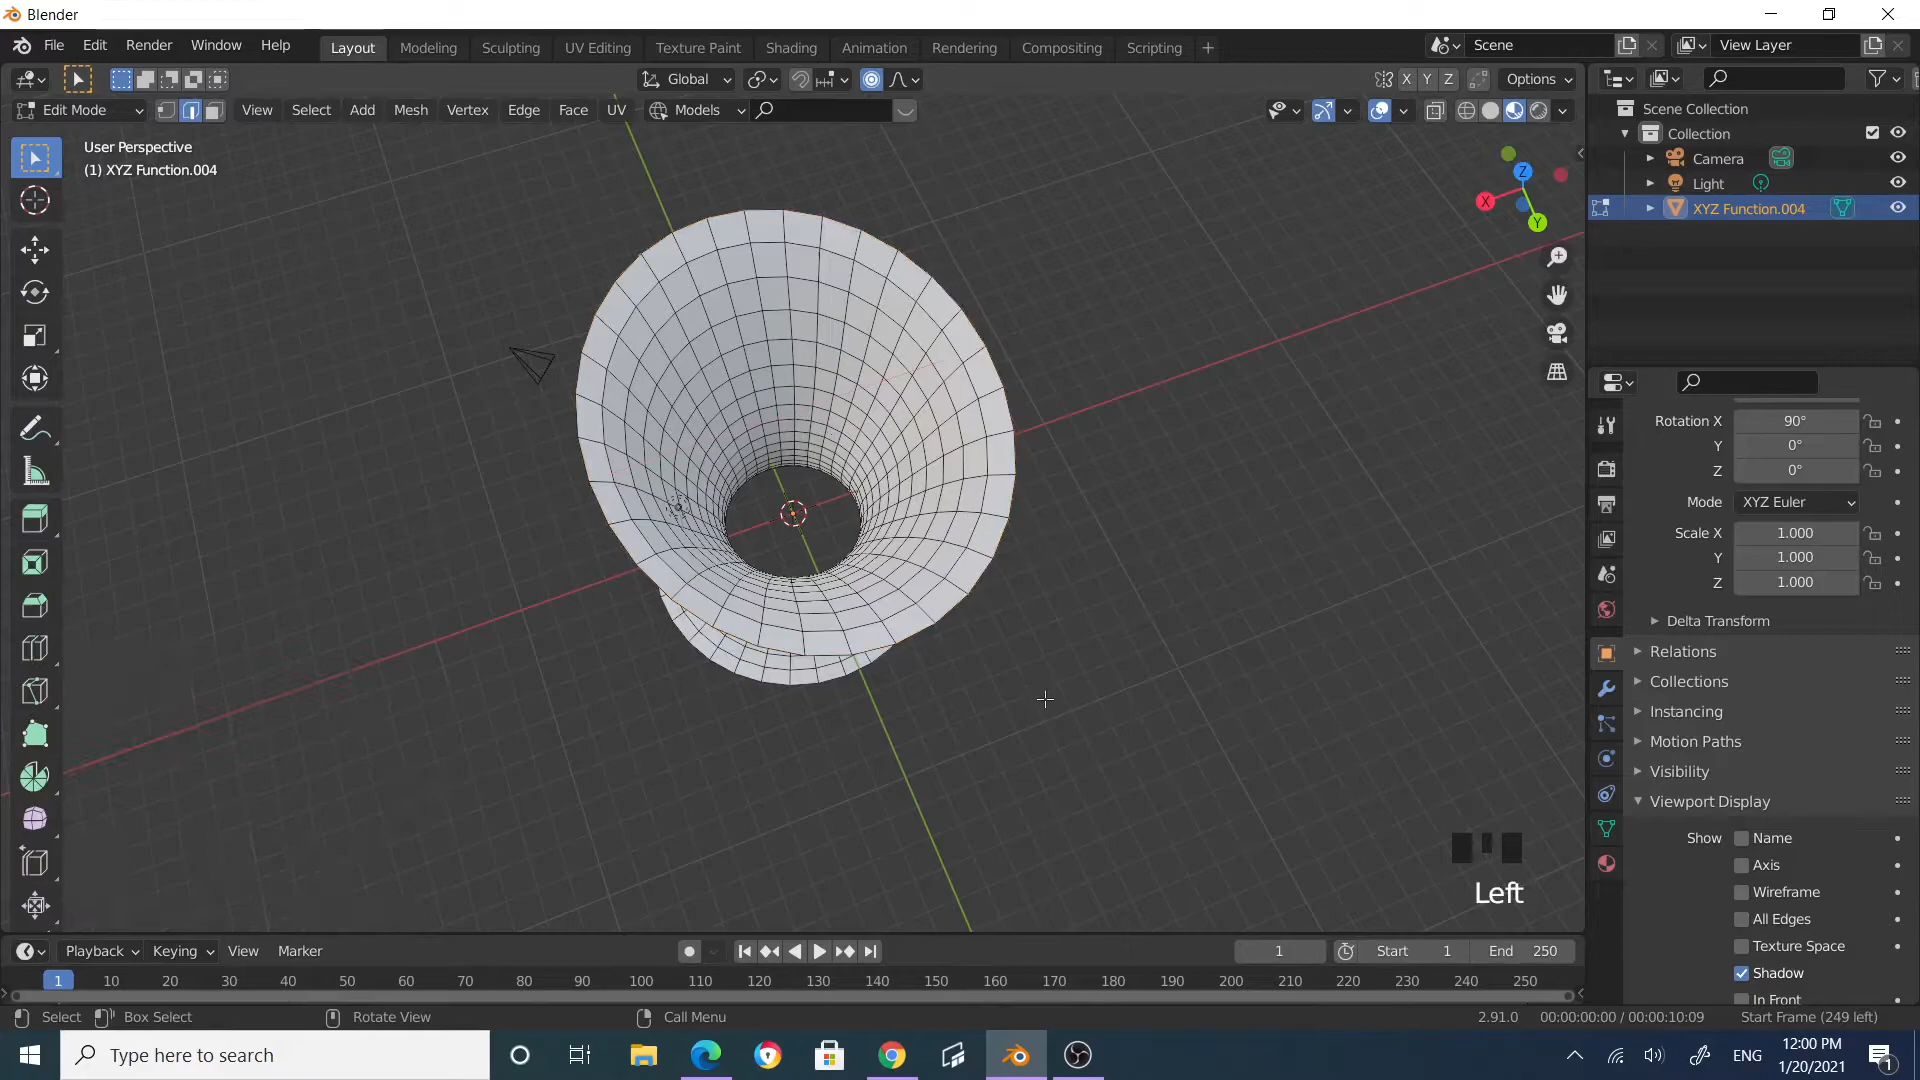 Blender
File Edit Render Window Help Layout Modeling Sculpting UV Editing Texture Paint Shading Animation Rendering Compositing Scripting + Scene View Layer
Global X Y Z Options
Edit Mode View Select Add Mesh Vertex Edge Face UV Models
User Perspective
(1) XYZ Function.004
Z
X
Y
Scene Collection
Collection
Camera
Light
XYZ Function.004
Rotation X 90°
Y 0°
Z 0°
Mode XYZ Euler
Scale X 1.000
Y 1.000
Z 1.000
Delta Transform
Relations
Collections
Instancing
Motion Paths
Visibility
Viewport Display
Show Name
Axis
Wireframe
All Edges
Texture Space
Shadow
In Front
Left
Playback Keying View Marker 1 Start 1 End 250
1 10 20 30 40 50 60 70 80 90 100 110 120 130 140 150 160 170 180 190 200 210 220 230 240 250
Select Box Select Rotate View Call Menu 2.91.0 00:00:00:00 / 00:00:10:09 Start Frame (249 left)
Type here to search ENG 12:00 PM
1/20/2021
1